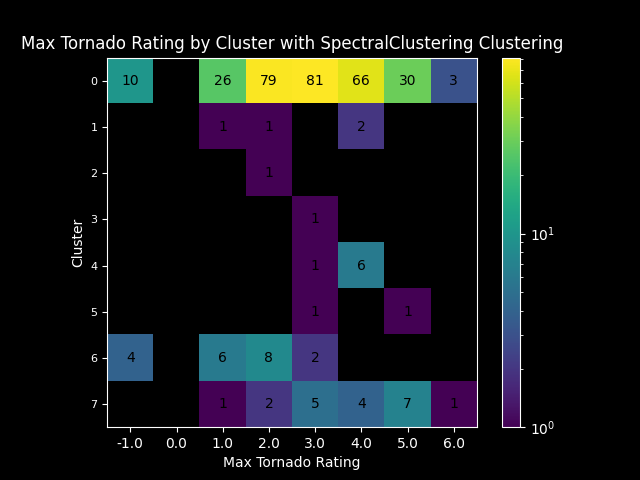 Max Tornado Rating by Cluster with SpectralClustering Clustering
0 10 26 79 81 66 30 3
1 1 1 2
2 1
3 1
4 1 6
5 1 1
6 4 6 8 2
7 1 2 5 4 7 1
-1.0 0.0 1.0 2.0 3.0 4.0 5.0 6.0
Max Tornado Rating
Cluster
10¹
10⁰